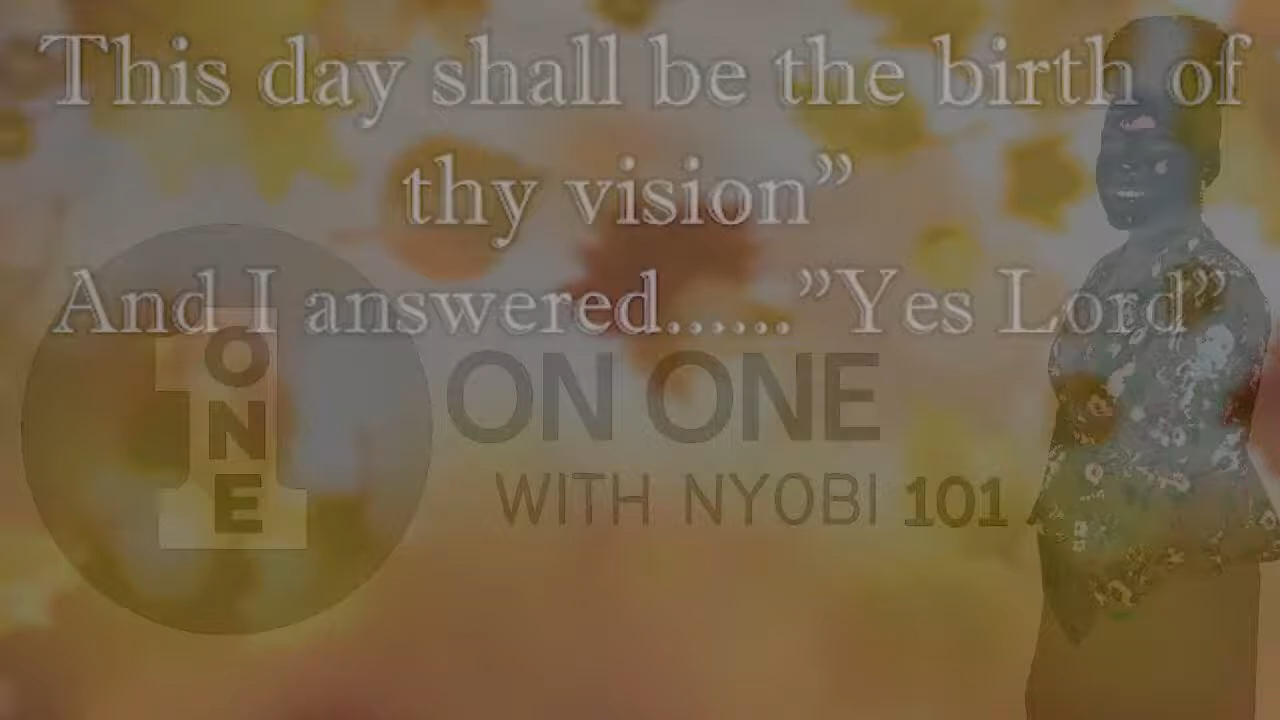 This day shall be the birth of
thy vision”
And I answered...... ”Yes Lord”
ONE
ON ONE
WITH NYOBI 101